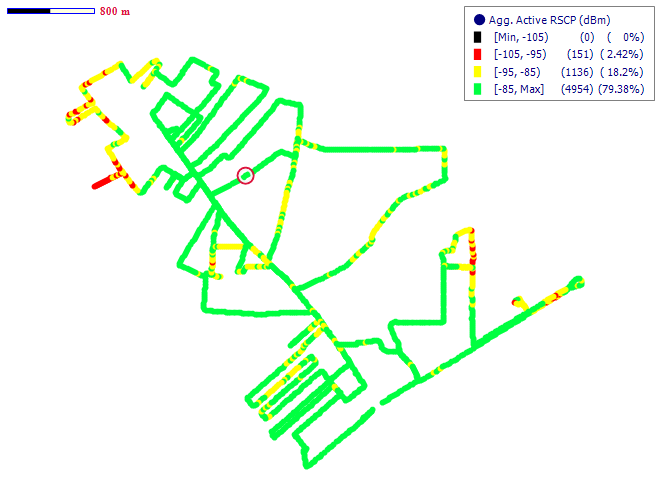 800 m
Agg. Active RSCP (dBm)
[Min, -105) (0) ( 0%)
[-105, -95) (151) ( 2.42%)
[-95, -85) (1136) ( 18.2%)
[-85, Max] (4954) (79.38%)